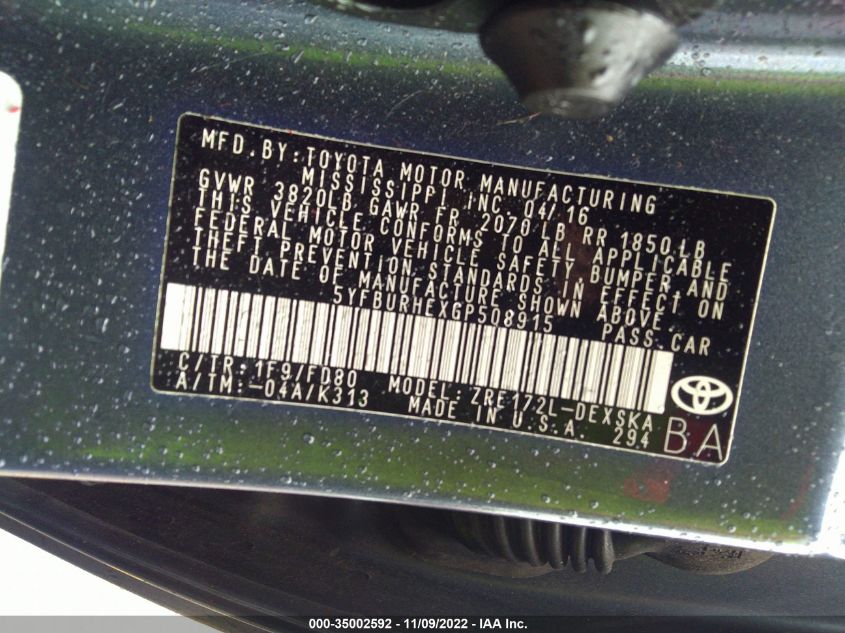 MFD. BY: TOYOTA MOTOR MANUFACTURING
MISSISSIPPI, INC. 04/16
GVWR 3820LB GAWR FR 2070 LB RR 1850 LB
THIS VEHICLE CONFORMS TO ALL APPLICABLE
FEDERAL MOTOR VEHICLE SAFETY BUMPER AND
THEFT PREVENTION STANDARDS IN EFFECT ON
THE DATE OF MANUFACTURE SHOWN ABOVE.
5YFBURHEXGP508915 PASS.CAR
C/TR: 1F9/FD80 MODEL: ZRE172L-DEXSKA
A/TM: -04A/K313 MADE IN U.S.A. 294 BA
000-35002592 - 11/09/2022 - IAA Inc.